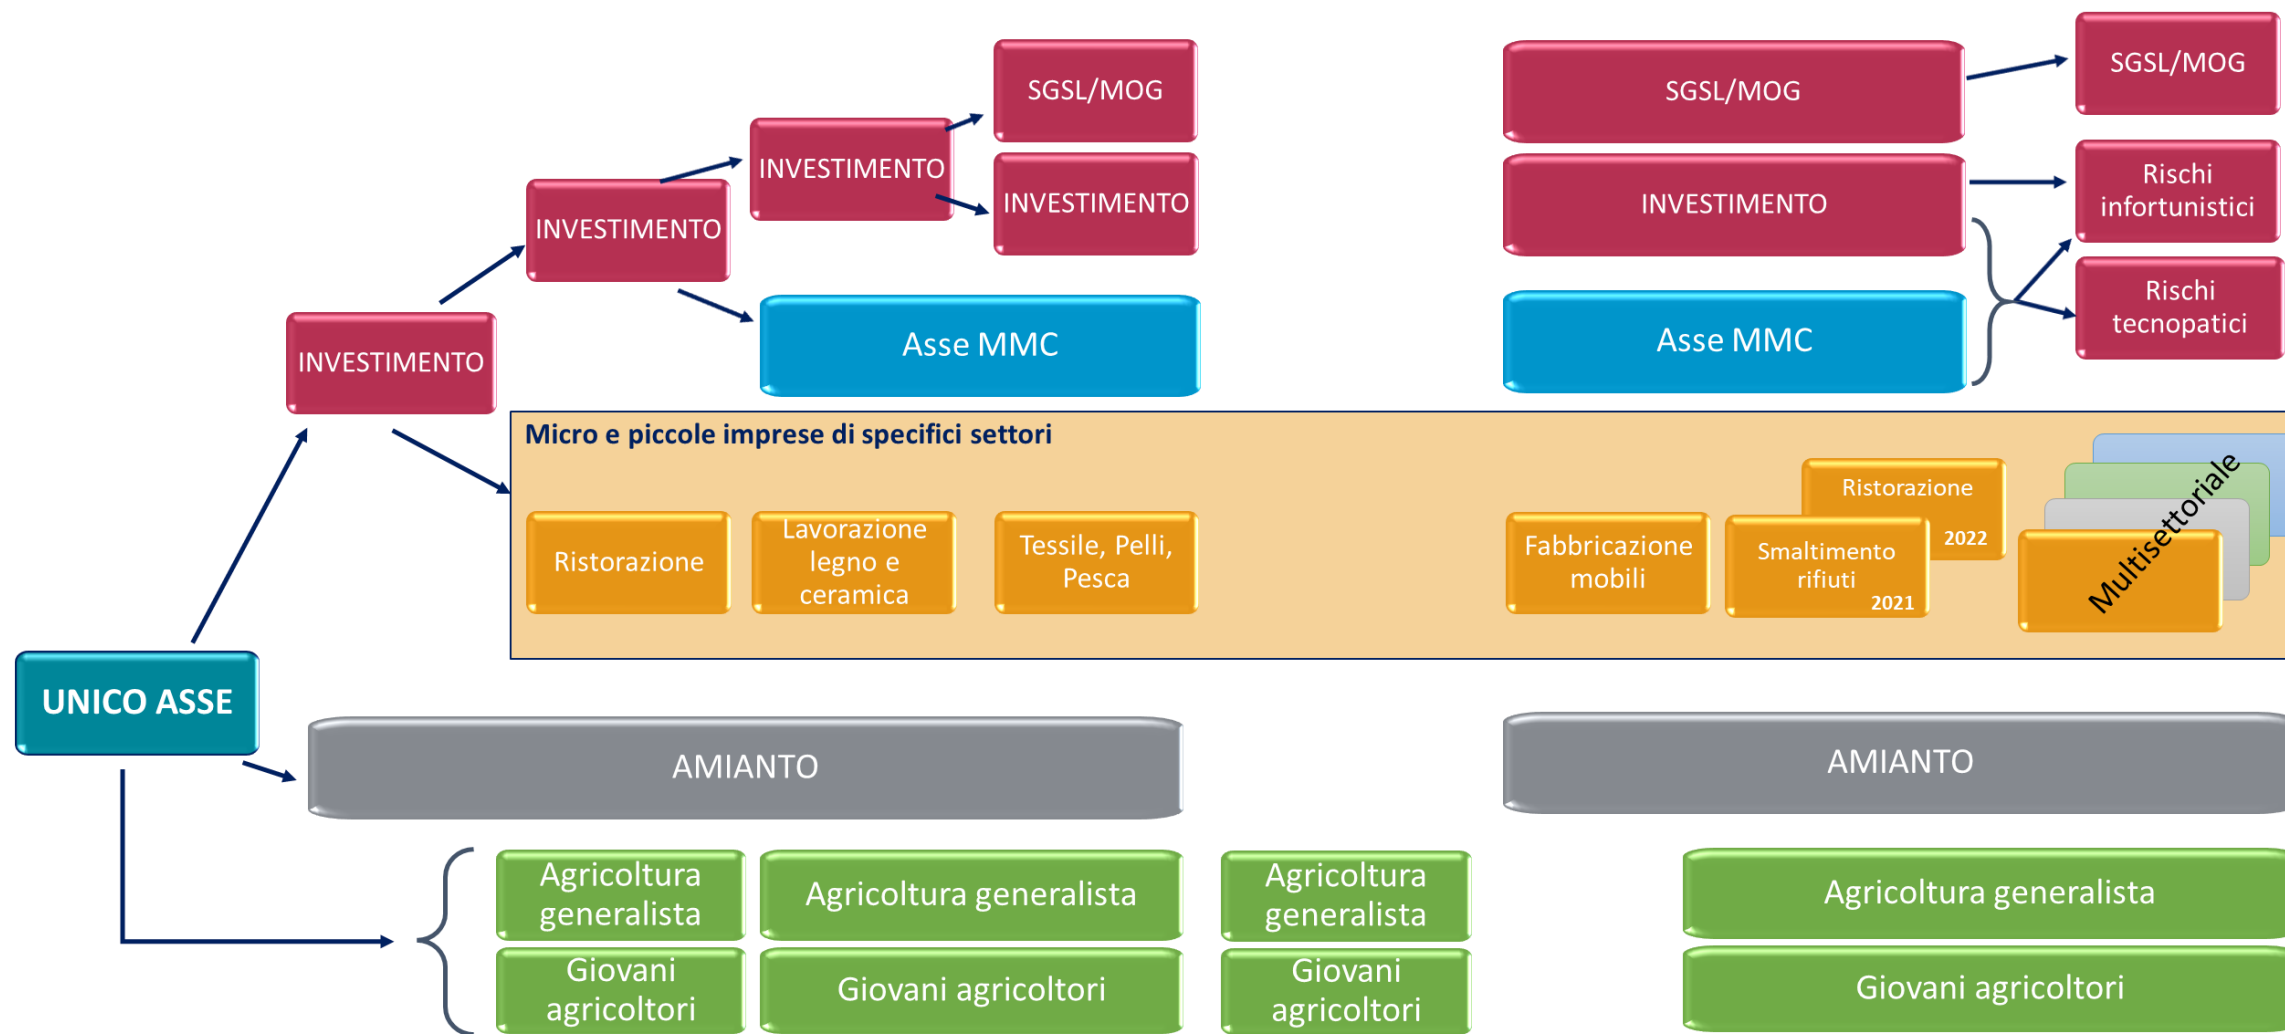 SGSL/MOG
INVESTIMENTO
INVESTIMENTO
INVESTIMENTO
INVESTIMENTO
Asse MMC
SGSL/MOG
INVESTIMENTO
Asse MMC
SGSL/MOG
Rischi
infortunistici
Rischi
tecnopatici
Micro e piccole imprese di specifici settori
Ristorazione
Lavorazione
legno e
ceramica
Tessile, Pelli,
Pesca
Fabbricazione
mobili
Ristorazione
2022
Smaltimento
rifiuti
2021
Multisettoriale
UNICO ASSE
AMIANTO
AMIANTO
Agricoltura
generalista
Agricoltura generalista
Agricoltura
generalista
Agricoltura generalista
Giovani
agricoltori
Giovani agricoltori
Giovani
agricoltori
Giovani agricoltori